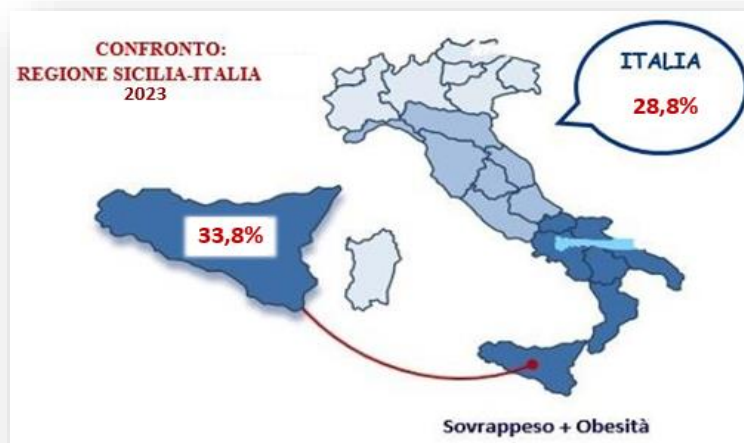 CONFRONTO:
REGIONE SICILIA-ITALIA
2023
ITALIA
28,8%
33,8%
Sovrappeso + Obesità